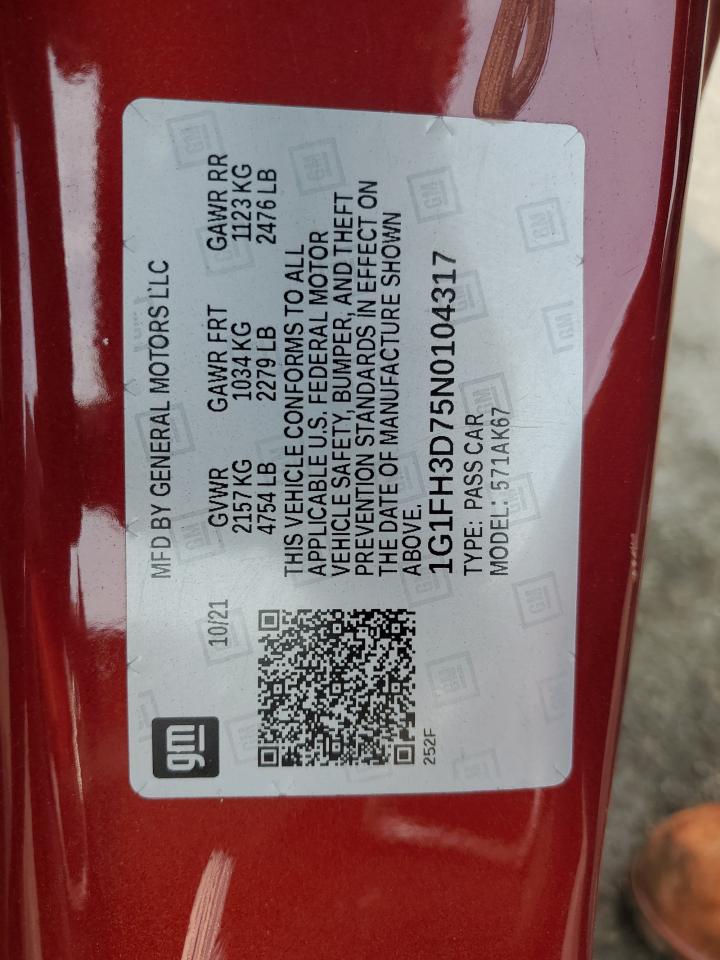 gm
MFD BY GENERAL MOTORS LLC
10/21
GVWR GAWR FRT GAWR RR
2157 KG 1034 KG 1123 KG
4754 LB 2279 LB 2476 LB
THIS VEHICLE CONFORMS TO ALL
APPLICABLE U.S. FEDERAL MOTOR
VEHICLE SAFETY, BUMPER, AND THEFT
PREVENTION STANDARDS IN EFFECT ON
THE DATE OF MANUFACTURE SHOWN
ABOVE.
1G1FH3D75N0104317
TYPE: PASS CAR
MODEL: 571AK67
252F